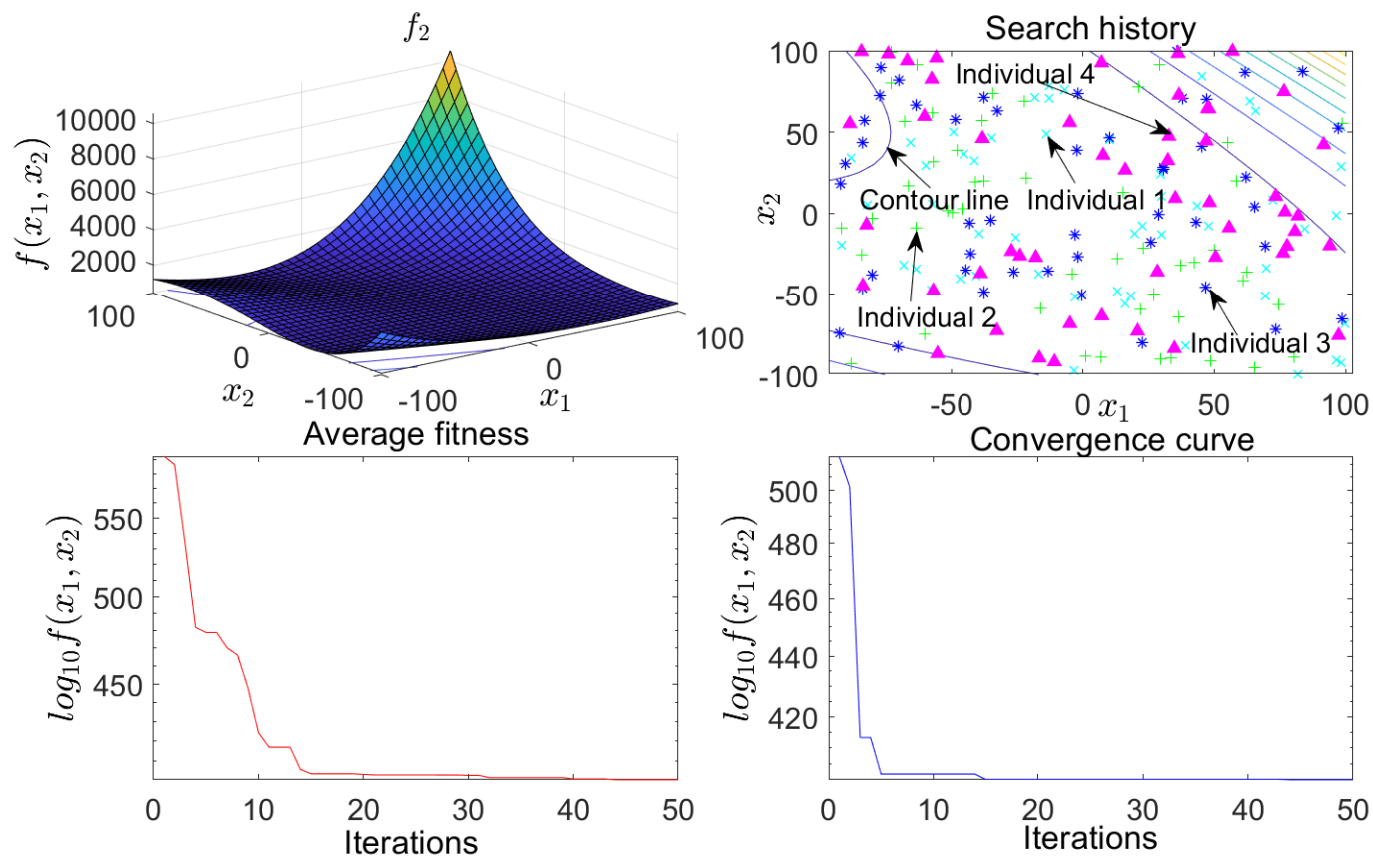 f₂
f(x₁, x₂)
10000
8000
6000
4000
2000
100
0
-100
x₂
-100
0
100
x₁
Search history
x₂
100
50
0
-50
-100
Individual 4
Contour line
Individual 1
Individual 2
Individual 3
-50
0
50
100
x₁
Average fitness
log₁₀f(x₁, x₂)
550
500
450
0
10
20
30
40
50
Iterations
Convergence curve
log₁₀f(x₁, x₂)
500
480
460
440
420
0
10
20
30
40
50
Iterations